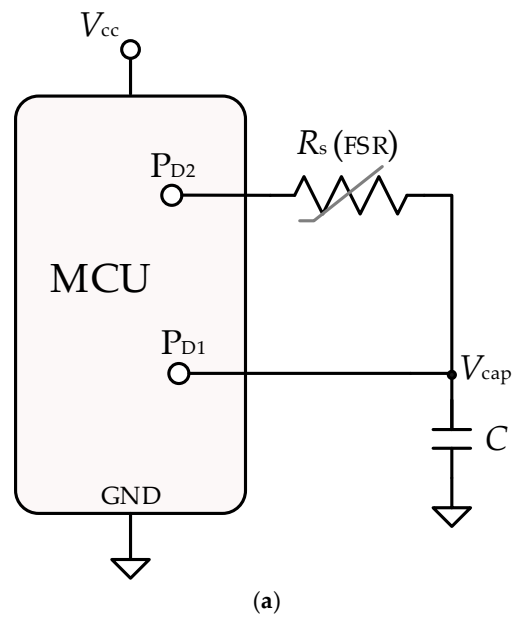 Vcc
Rs (FSR)
PD2
MCU
PD1
Vcap
C
GND
(a)